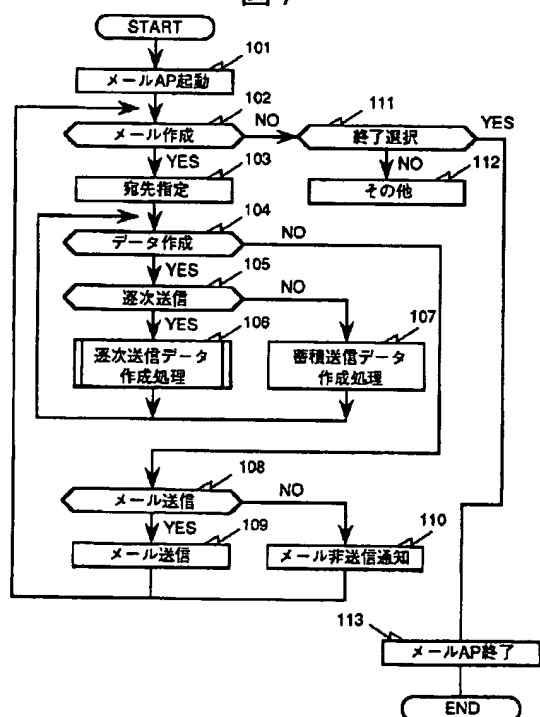 START
101
メールAP起動
102
メール作成
NO
111
終了選択
YES
YES
NO
103
112
宛先指定
その他
104
データ作成
NO
YES
105
逐次送信
NO
YES
106
107
逐次送信データ
作成処理
蓄積送信データ
作成処理
108
メール送信
NO
YES
109
110
メール送信
メール非送信通知
113
メールAP終了
END